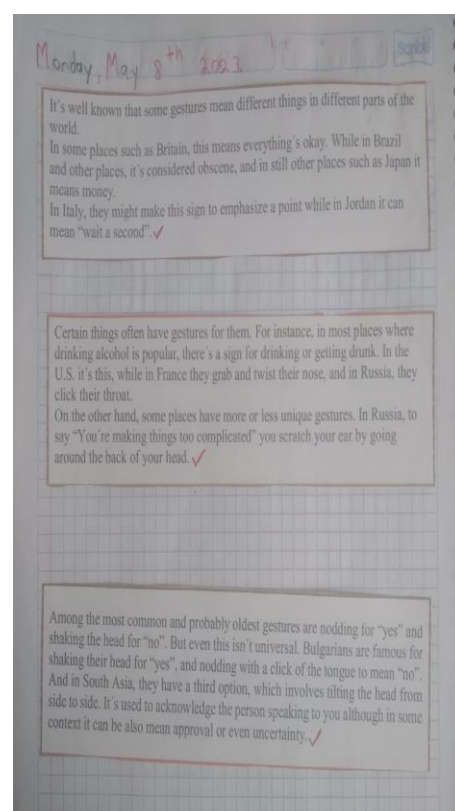 Scribe
Monday, May 8th 2023.
It´s well known that some gestures mean different things in different parts of the
world.
In some places such as Britain, this means everything´s okay. While in Brazil
and other places, it´s considered obscene, and in still other places such as Japan it
means money.
In Italy, they might make this sign to emphasize a point while in Jordan it can
mean “wait a second”.✓
Certain things often have gestures for them. For instance, in most places where
drinking alcohol is popular, there´s a sign for drinking or getting drunk. In the
U.S. it´s this, while in France they grab and twist their nose, and in Russia, they
click their throat.
On the other hand, some places have more or less unique gestures. In Russia, to
say “You´re making things too complicated” you scratch your ear by going
around the back of your head.✓
Among the most common and probably oldest gestures are nodding for “yes” and
shaking the head for “no”. But even this isn´t universal. Bulgarians are famous for
shaking their head for “yes”, and nodding with a click of the tongue to mean “no”.
And in South Asia, they have a third option, which involves tilting the head from
side to side. It´s used to acknowledge the person speaking to you although in some
context it can be also mean approval or even uncertainty.✓